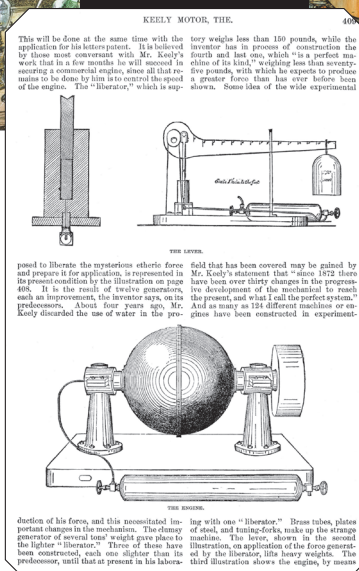 KEELY MOTOR, THE.
409
This will be done at the same time with the
application for his letters patent. It is believed
by those most conversant with Mr. Keely's
work that in a few months he will succeed in
securing a commercial engine, since all that re-
mains to be done by him is to control the speed
of the engine. The "liberator," which is sup-
tory weighs less than 150 pounds, while the
inventor has in process of construction the
fourth and last one, which "is a perfect ma-
chine of its kind," weighing less than seventy-
five pounds, with which he expects to produce
a greater force than has ever before been
shown. Some idea of the wide experimental
THE LEVER.
posed to liberate the mysterious etheric force
and prepare it for application, is represented in
its present condition by the illustration on page
408. It is the result of twelve generators,
each an improvement, the inventor says, on its
predecessors. About four years ago, Mr.
Keely discarded the use of water in the pro-
field that has been covered may be gained by
Mr. Keely's statement that "since 1872 there
have been over thirty changes in the progress-
ive development of the mechanical to reach
the present, and what I call the perfect system."
And as many as 124 different machines or en-
gines have been constructed in experiment-
THE ENGINE.
duction of his force, and this necessitated im-
portant changes in the mechanism. The clumsy
generator of several tons' weight gave place to
the lighter "liberator." Three of these have
been constructed, each one slighter than its
predecessor, until that at present in his labora-
ing with one "liberator." Brass tubes, plates
of steel, and tuning-forks, make up the strange
machine. The lever, shown in the second
illustration, on application of the force generat-
ed by the liberator, lifts heavy weights. The
third illustration shows the engine, by means